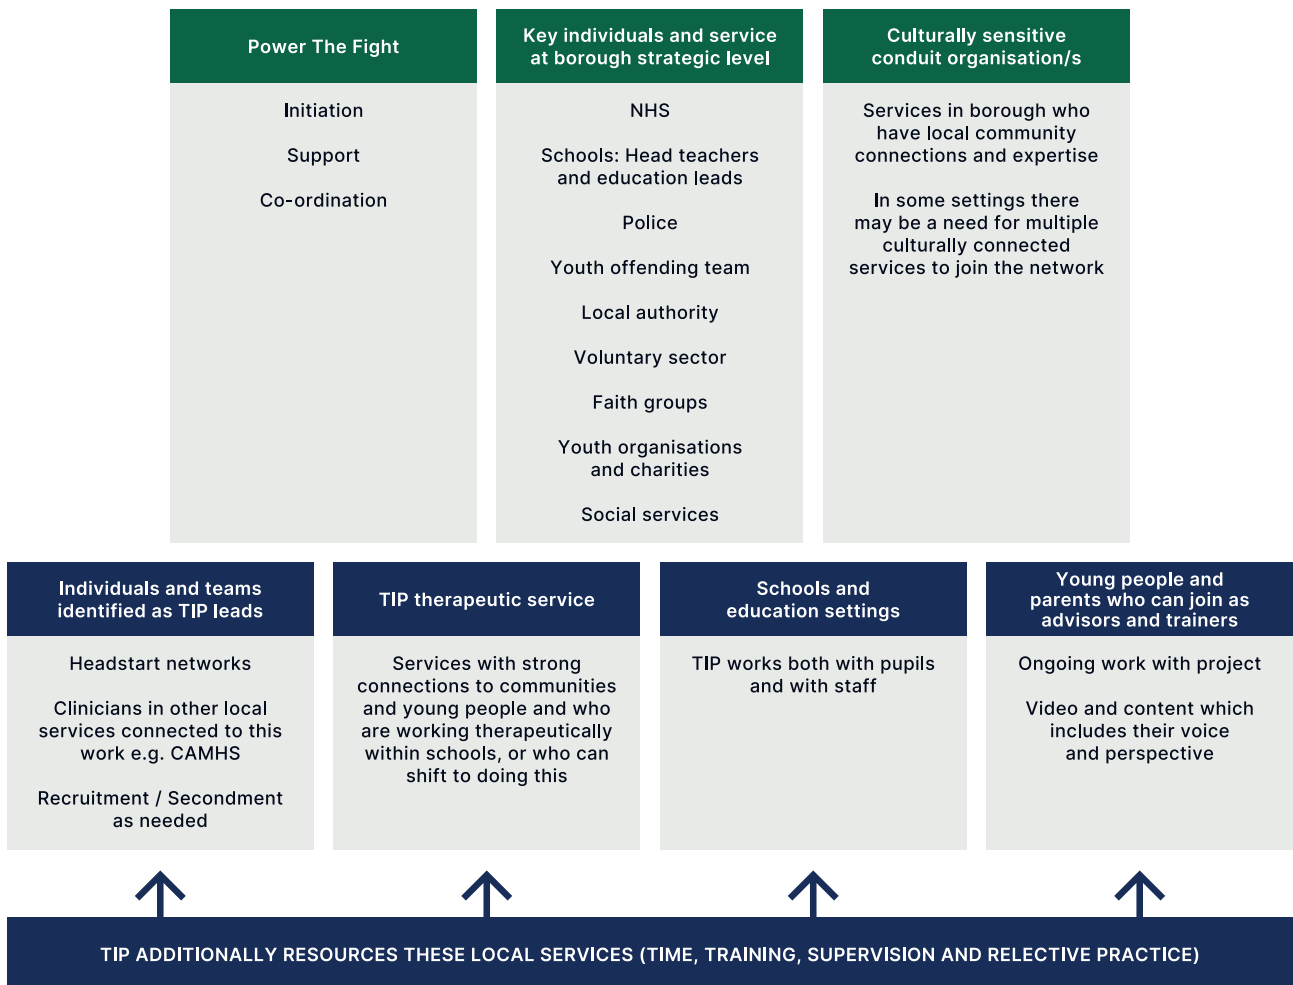 Power The Fight
Initiation
Support
Co-ordination
Key individuals and service
at borough strategic level
NHS
Schools: Head teachers
and education leads
Police
Youth offending team
Local authority
Voluntary sector
Faith groups
Youth organisations
and charities
Social services
Culturally sensitive
conduit organisation/s
Services in borough who
have local community
connections and expertise
In some settings there
may be a need for multiple
culturally connected
services to join the network
Individuals and teams
identified as TIP leads
Headstart networks
Clinicians in other local
services connected to this
work e.g. CAMHS
Recruitment / Secondment
as needed
TIP therapeutic service
Services with strong
connections to communities
and young people and who
are working therapeutically
within schools, or who can
shift to doing this
Schools and
education settings
TIP works both with pupils
and with staff
Young people and
parents who can join as
advisors and trainers
Ongoing work with project
Video and content which
includes their voice
and perspective
TIP ADDITIONALLY RESOURCES THESE LOCAL SERVICES (TIME, TRAINING, SUPERVISION AND RELECTIVE PRACTICE)